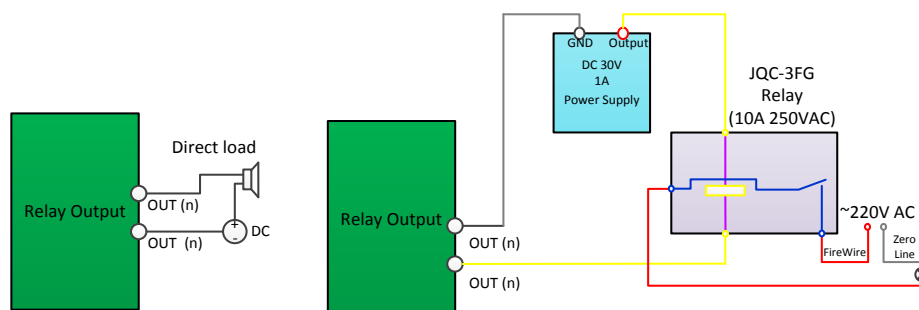 Relay Output
Direct load
OUT (n)
OUT (n)
DC
Relay Output
OUT (n)
OUT (n)
GND
Output
DC 30V
1A
Power Supply
JQC-3FG
Relay
(10A 250VAC)
~220V AC
FireWire
Zero
Line